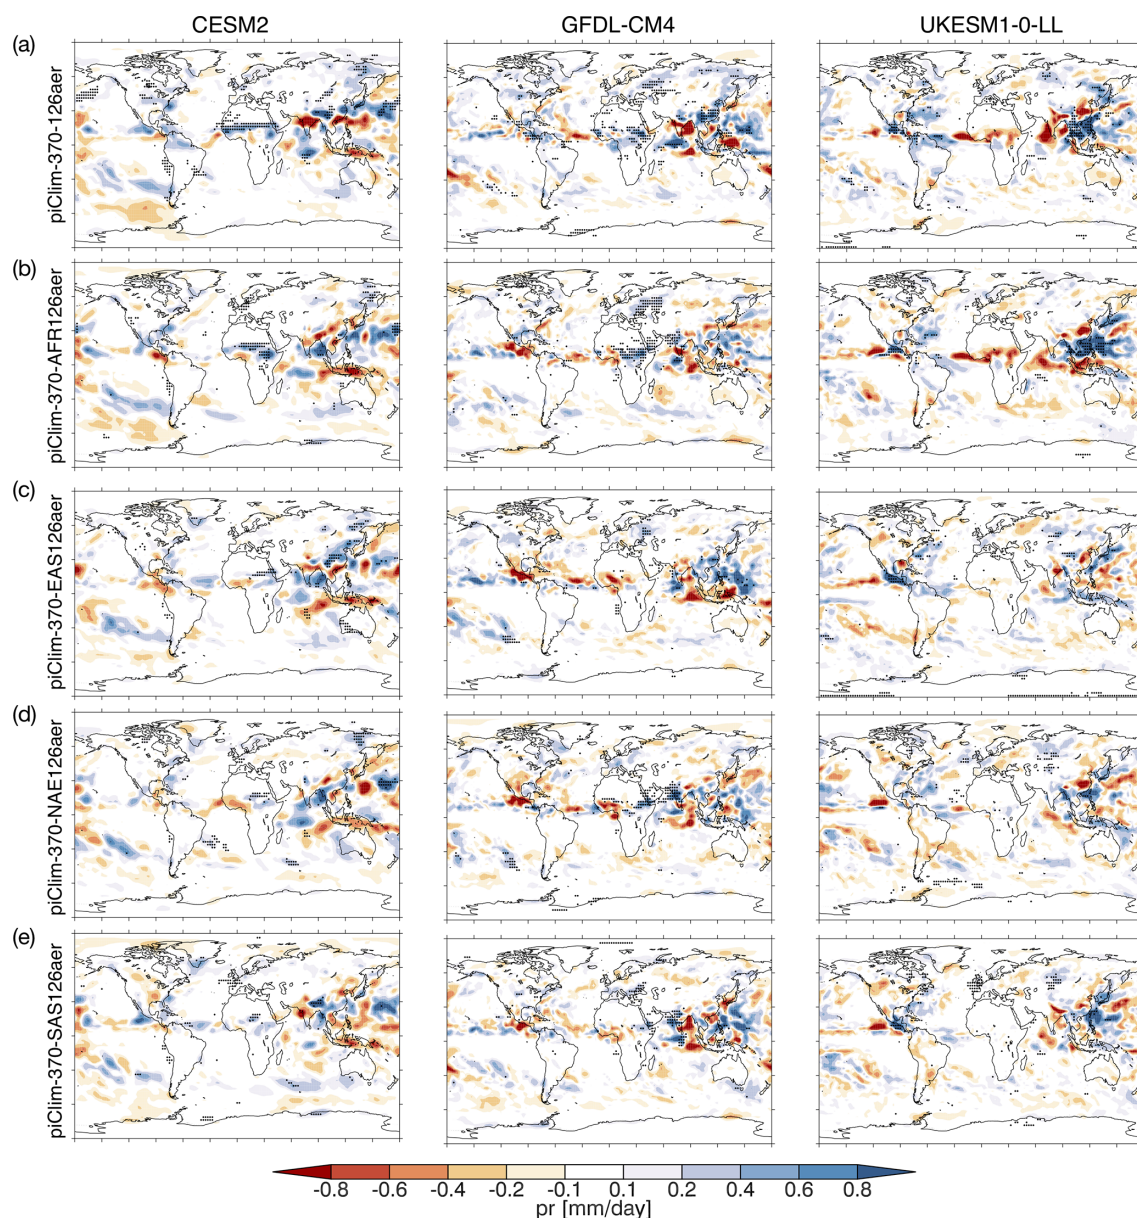 CESM2 GFDL-CM4 UKESM1-0-LL
(a)
piClim-370-126aer
(b)
piClim-370-AFR126aer
(c)
piClim-370-EAS126aer
(d)
piClim-370-NAE126aer
(e)
piClim-370-SAS126aer
-0.8 -0.6 -0.4 -0.2 -0.1 0.1 0.2 0.4 0.6 0.8
pr [mm/day]